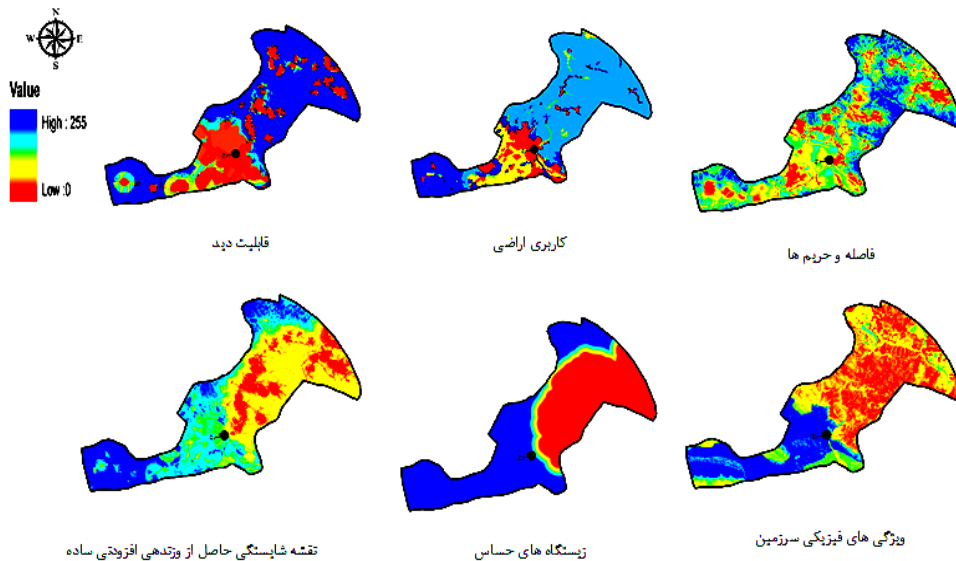 N
W E
S
Value
High : 255
Low :0
قابلیت دید
کاربری اراضی
فاصله و حریم ها
نقشه شایستگی حاصل از وزندهی افزودنی ساده
زیستگاه های حساس
ویژگی های فیزیکی سرزمین